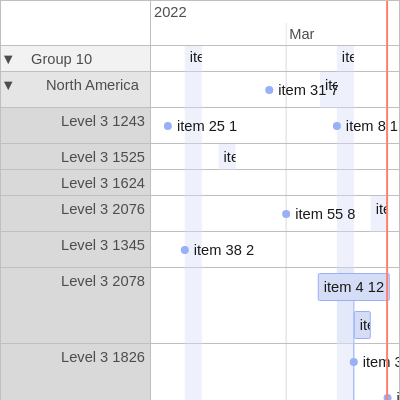 2022
Mar
▼ Group 10
ite
ite
▼ North America
item 31
ite
Level 3 1243
item 25 1
item 8 1
Level 3 1525
ite
Level 3 1624
Level 3 2076
item 55 8
ite
Level 3 1345
item 38 2
Level 3 2078
item 4 12
ite
Level 3 1826
item 3